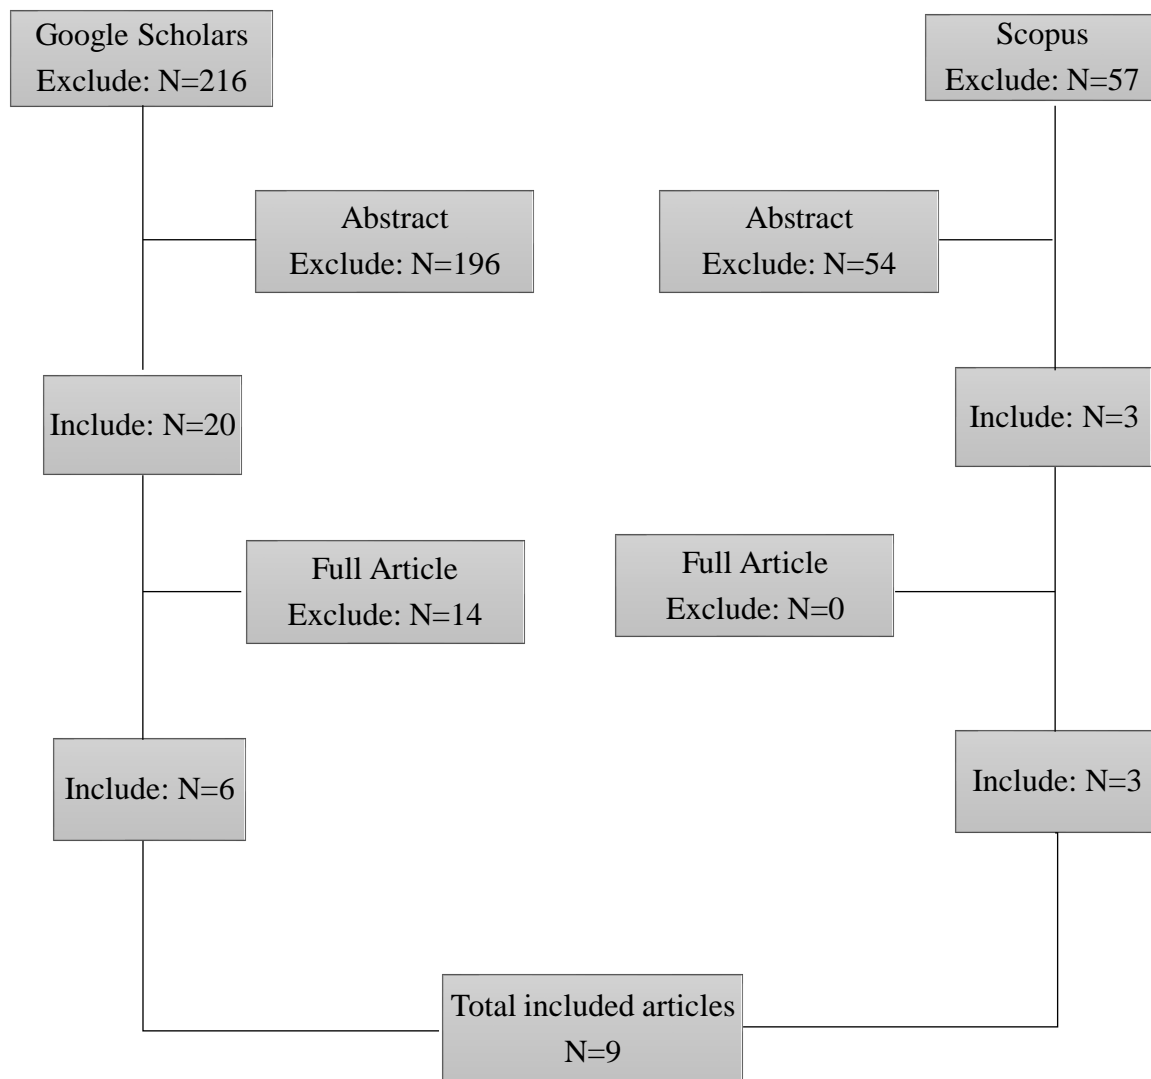 Google Scholars
Exclude: N=216
Scopus
Exclude: N=57
Abstract
Exclude: N=196
Abstract
Exclude: N=54
Include: N=20
Include: N=3
Full Article
Exclude: N=14
Full Article
Exclude: N=0
Include: N=6
Include: N=3
Total included articles
N=9